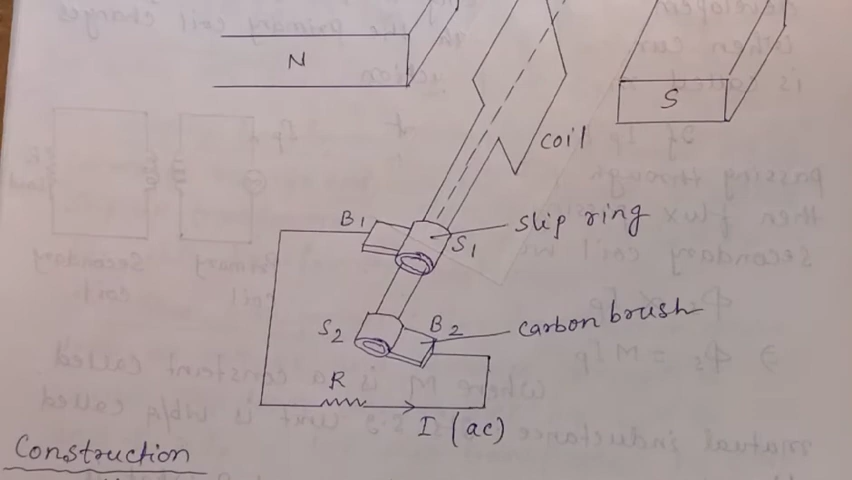 N
S
coil
B₁
slip ring
S₁
S₂
B₂
carbon brush
R
I (ac)
Construction